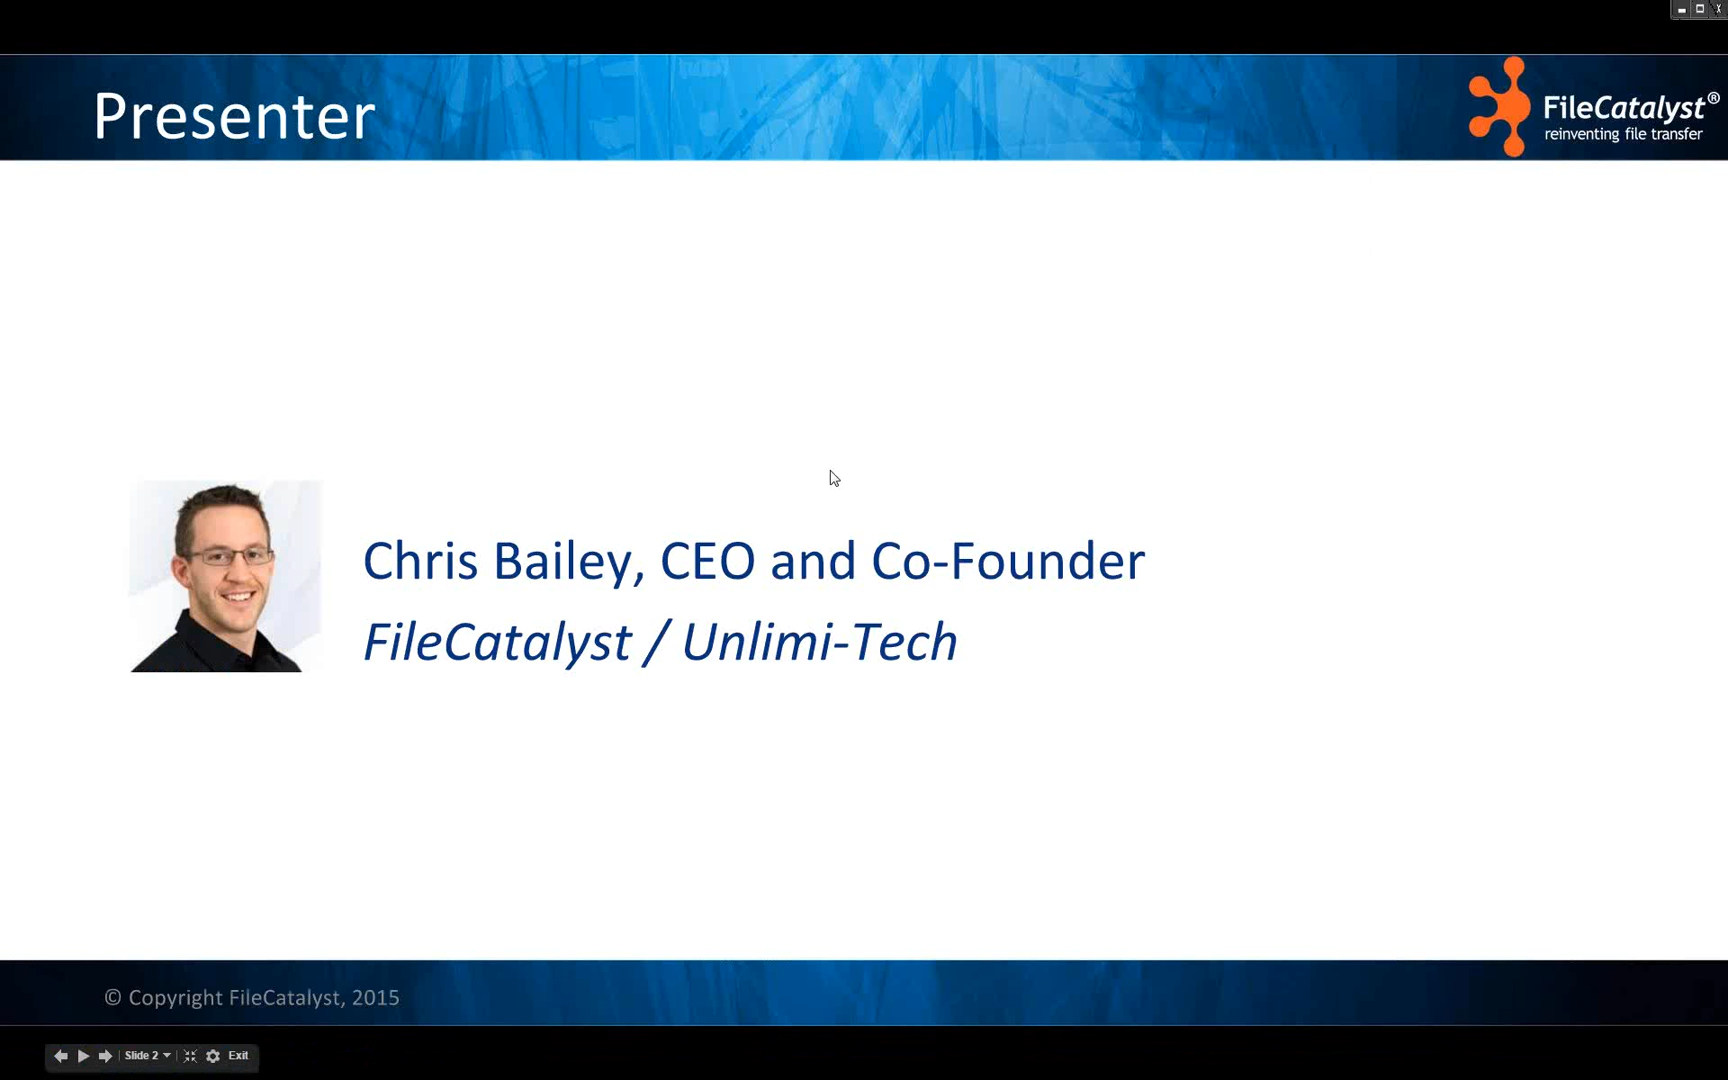 Presenter
FileCatalyst®
reinventing file transfer
Chris Bailey, CEO and Co-Founder
FileCatalyst / Unlimi-Tech
© Copyright FileCatalyst, 2015
Slide 2
Exit